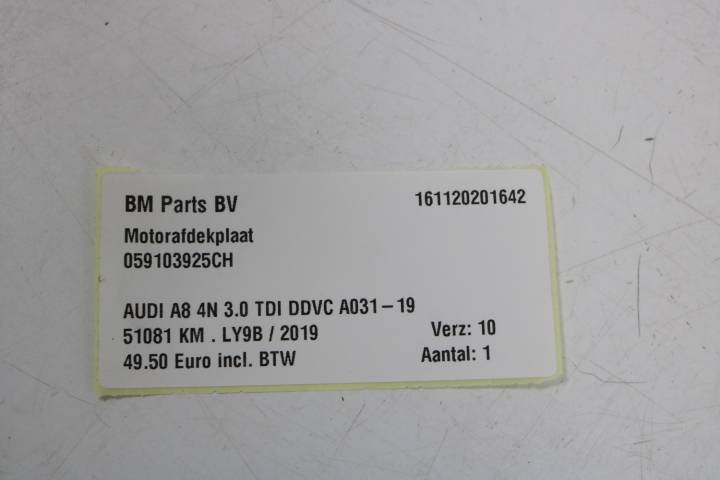 BM Parts BV 161120201642
Motorafdekplaat
059103925CH
AUDI A8 4N 3.0 TDI DDVC A031-19
51081 KM . LY9B / 2019 Verz: 10
49.50 Euro incl. BTW Aantal: 1